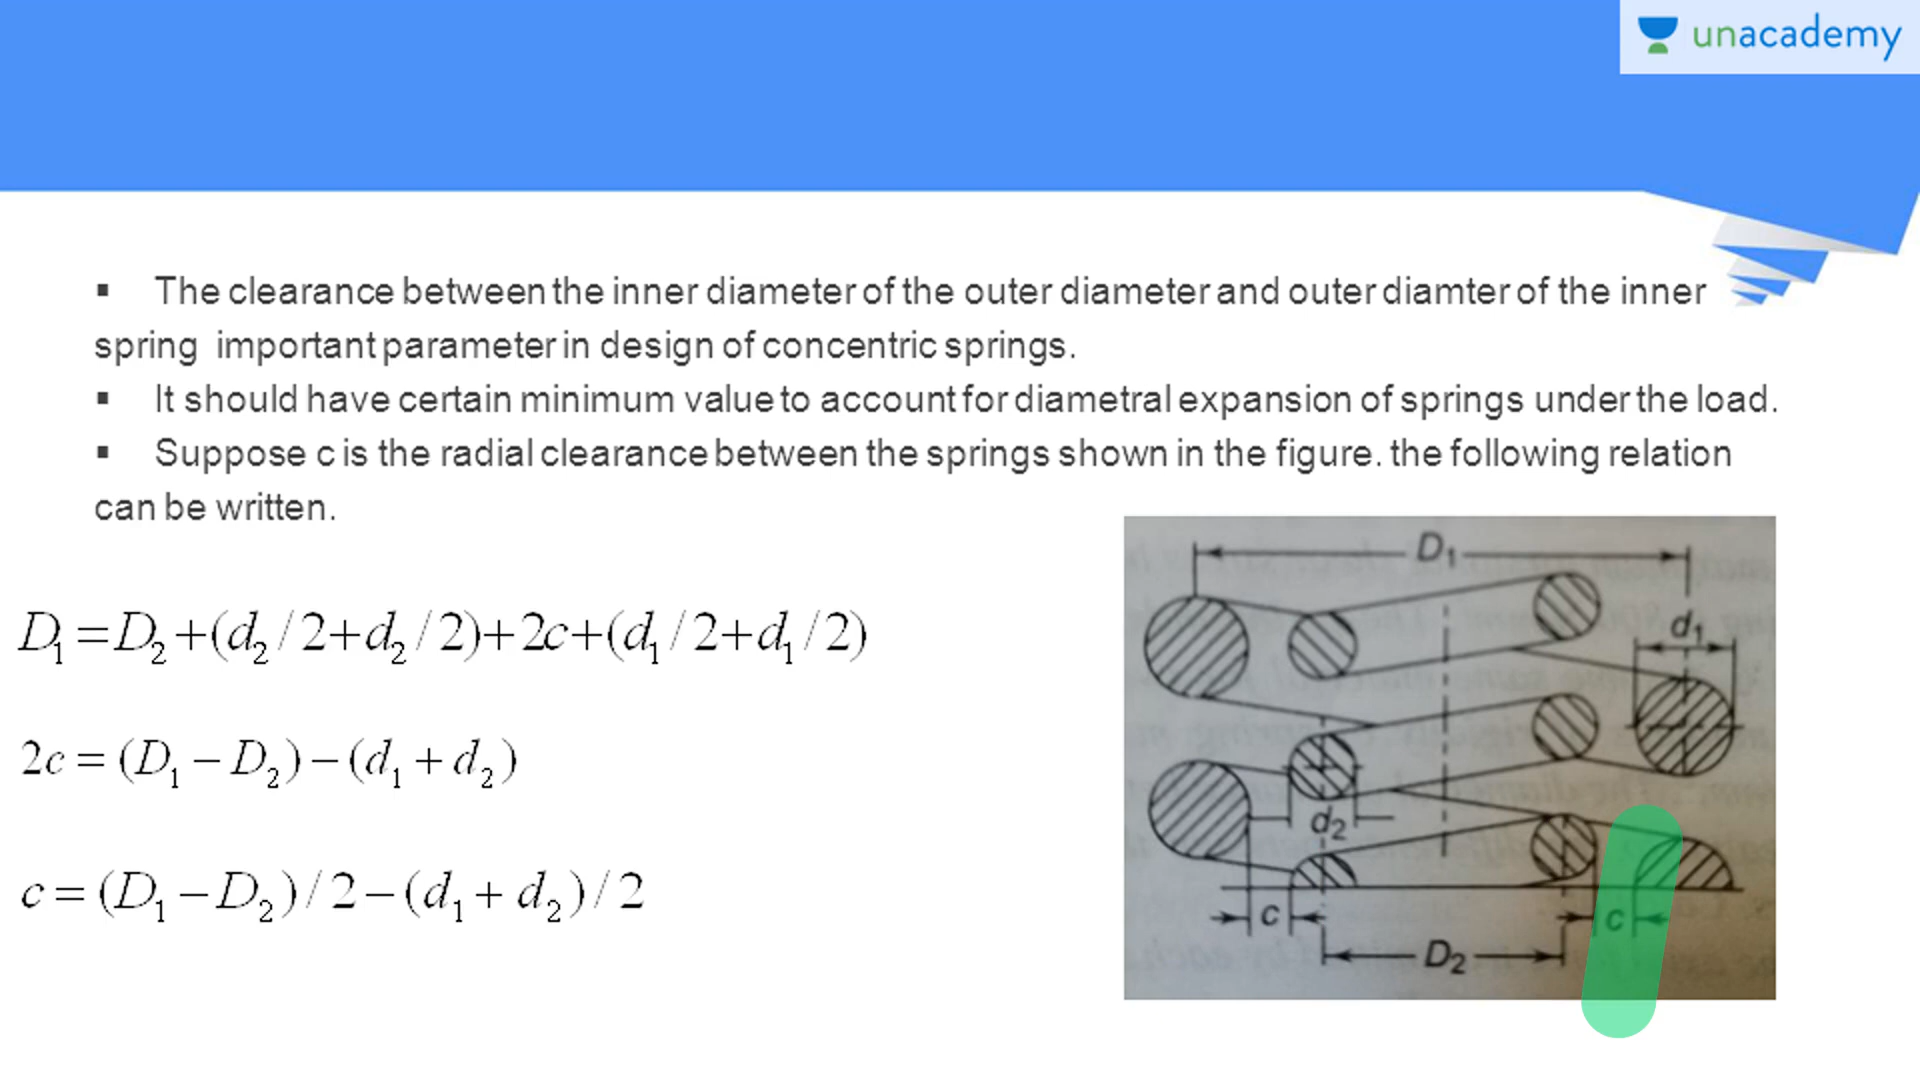 unacademy
▪ The clearance between the inner diameter of the outer diameter and outer diamter of the inner
spring important parameter in design of concentric springs.
▪ It should have certain minimum value to account for diametral expansion of springs under the load.
▪ Suppose c is the radial clearance between the springs shown in the figure. the following relation
can be written.
D₁=D₂+(d₂/2+d₂/2)+2c+(d₁/2+d₁/2)
2c = (D₁ − D₂) − (d₁ + d₂)
c = (D₁ − D₂)/2 − (d₁ + d₂)/2
D₁
d₁
d₂
c
c
D₂